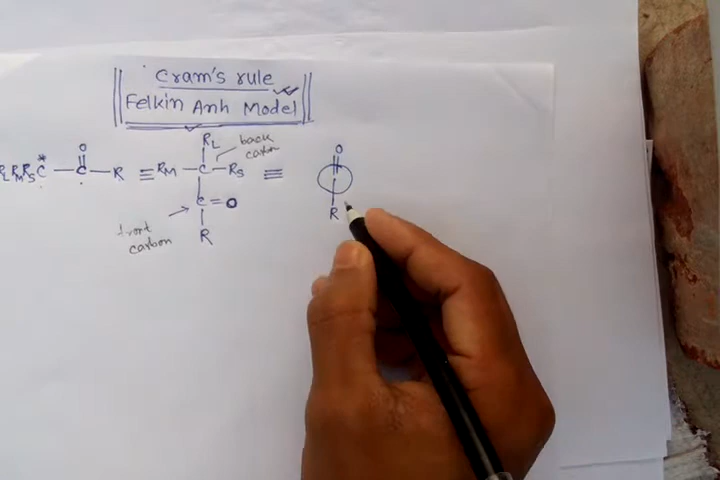 Cram's rule
Felkin Anh Model
O
RL back
carbon
RLRMRSC* — C — R ≡ RM — C — RS ≡
O
C = O
front
carbon
R
R